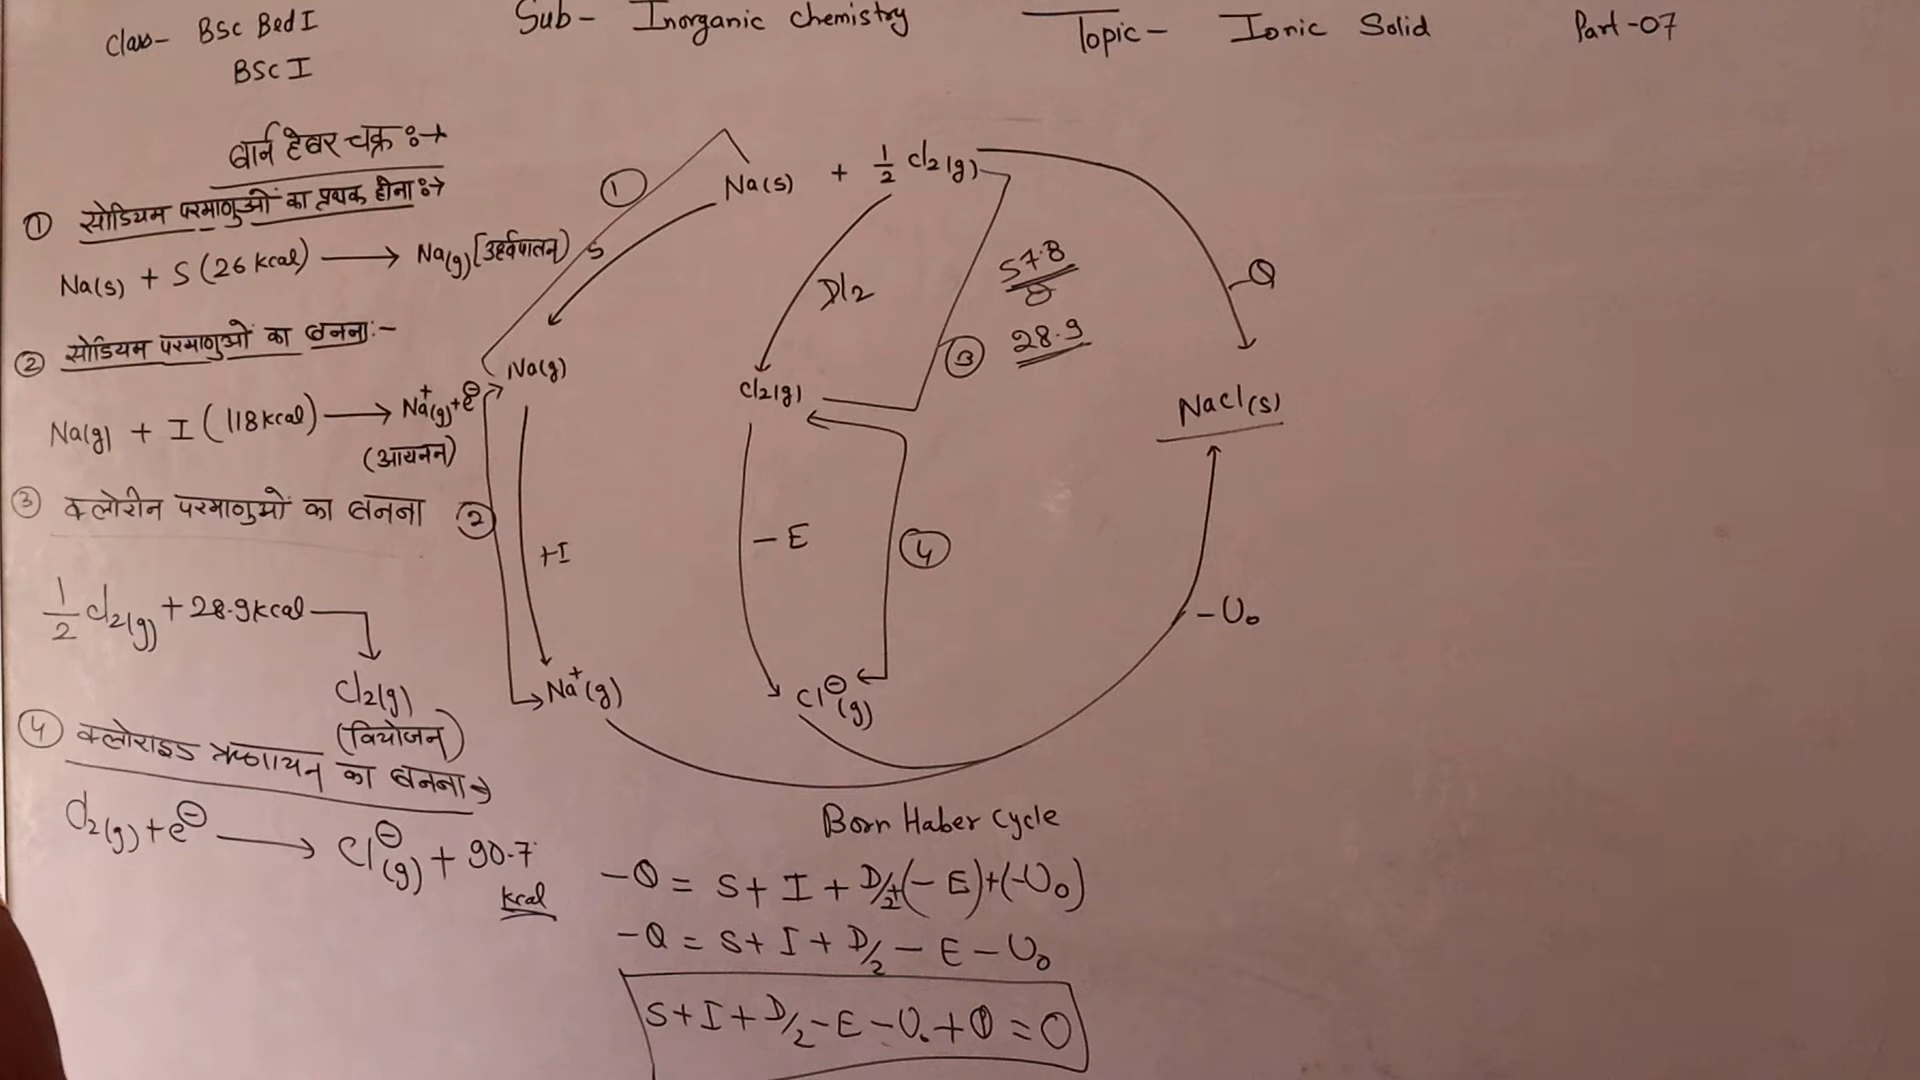 Class- BSc Bed I
BSc I
Sub- Inorganic chemistry
Topic- Ionic Solid
Part-07
बार्न हेबर चक्र :→
① सोडियम परमाणुओं का प्रथक होना :→
Na(s) + S (26 kcal) → Na(g) [उर्ध्वपातन]
② सोडियम परमाणुओं का बनना :-
Na(g) + I (118 kcal) → Na⁺(g) + e⊖
(आयनन)
③ क्लोरीन परमाणुओं का बनना
1/2 Cl₂(g) + 28.9 kcal
Cl₂(g)
(वियोजन)
④ क्लोराइड ऋणायन का बनना →
Cl₂(g) + e⊖ → Cl⊖(g) + 90.7
kcal
Na(s) + 1/2 Cl₂(g)
①
S
D/2
57.8
2
28.9
③
Q
Na(g)
Cl₂(g)
NaCl(s)
②
+I
- E
④
- U₀
Na⁺(g)
Cl⊖(g)
Born Haber Cycle
-Q = S + I + D/2 + (-E) + (-U₀)
-Q = S + I + D/2 - E - U₀
S + I + D/2 - E - U₀ + Q = 0